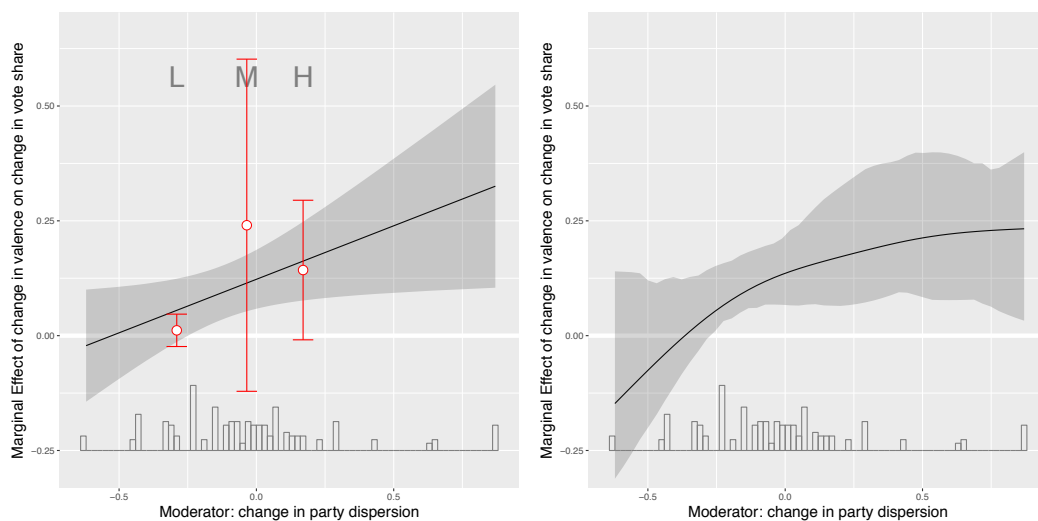 Marginal Effect of change in valence on change in vote share
L M H
0.50
0.25
0.00
−0.25
−0.5 0.0 0.5
Moderator: change in party dispersion
Marginal Effect of change in valence on change in vote share
0.50
0.25
0.00
−0.25
−0.5 0.0 0.5
Moderator: change in party dispersion